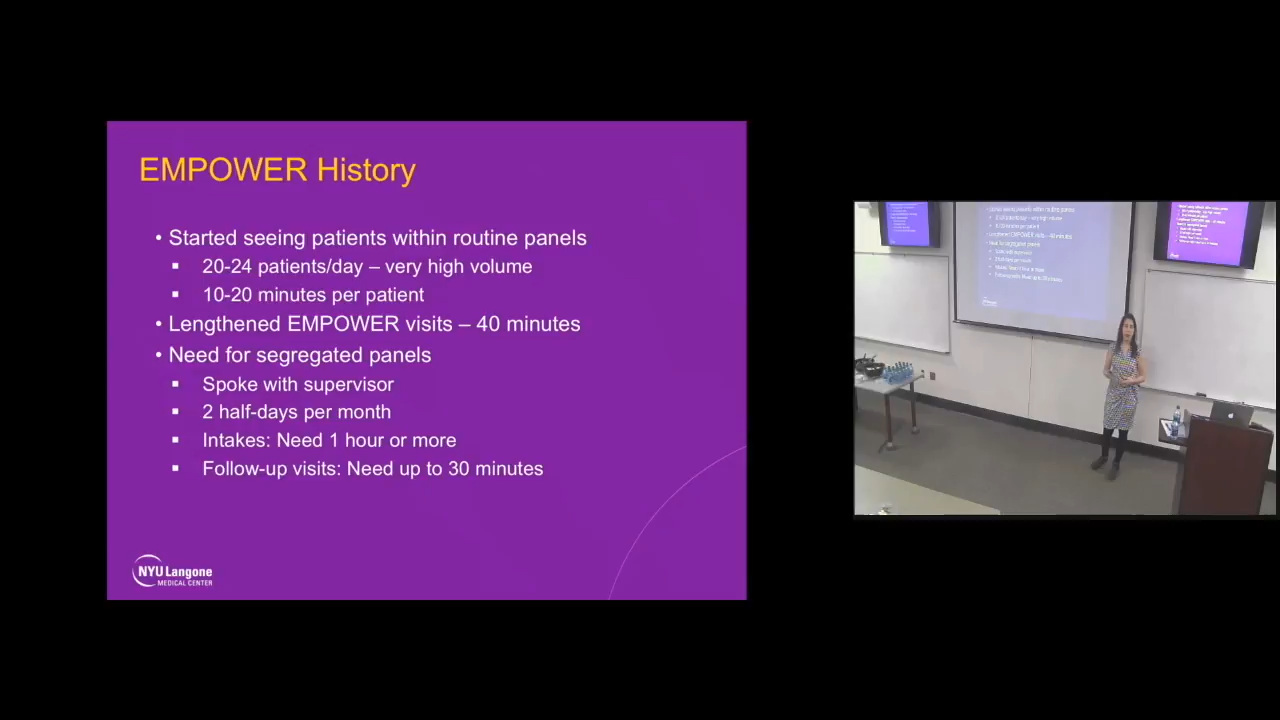 EMPOWER History
• Started seeing patients within routine panels
▪ 20-24 patients/day – very high volume
▪ 10-20 minutes per patient
• Lengthened EMPOWER visits – 40 minutes
• Need for segregated panels
▪ Spoke with supervisor
▪ 2 half-days per month
▪ Intakes: Need 1 hour or more
▪ Follow-up visits: Need up to 30 minutes
NYU Langone
MEDICAL CENTER